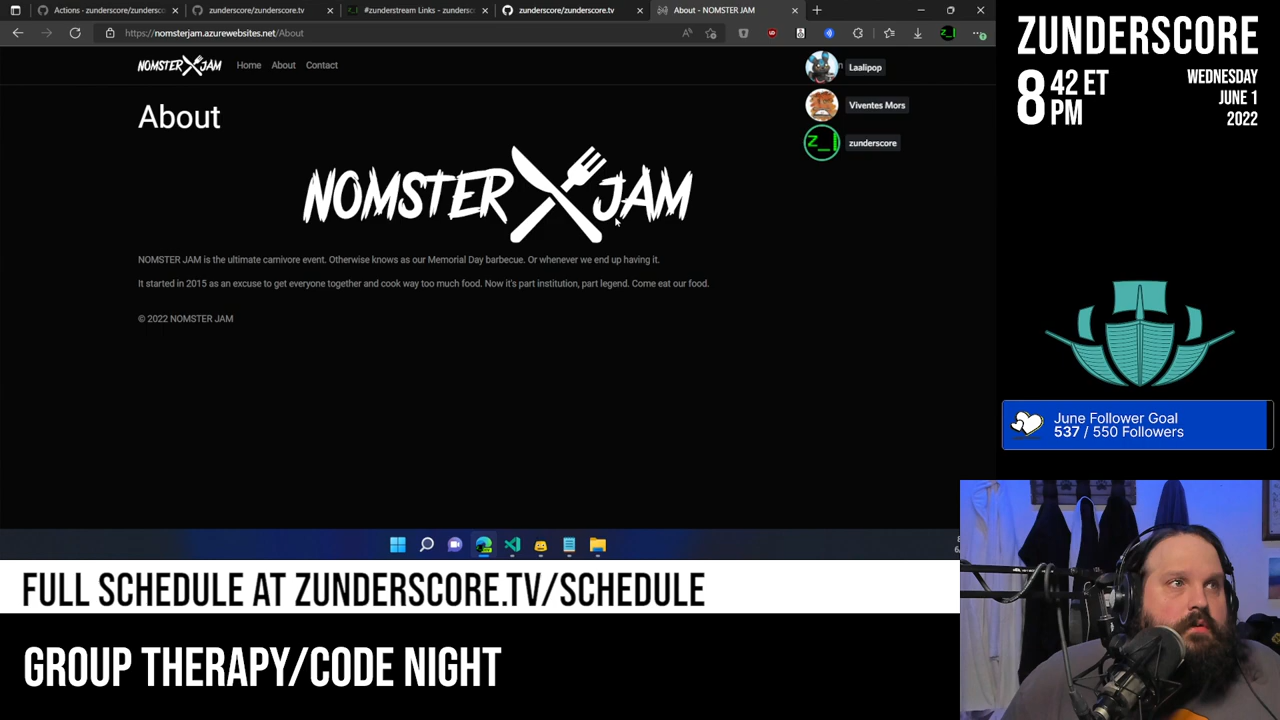 Actions · zunderscore/zundersc
zunderscore/zunderscore.tv
#zunderstream Links - zundersc
zunderscore/zunderscore.tv
About - NOMSTER JAM
https://nomsterjam.azurewebsites.net/About
NOMSTER JAM
Home
About
Contact
Laalipop
Viventes Mors
zunderscore
About
NOMSTER JAM
NOMSTER JAM is the ultimate carnivore event. Otherwise knows as our Memorial Day barbecue. Or whenever we end up having it.
It started in 2015 as an excuse to get everyone together and cook way too much food. Now it's part institution, part legend. Come eat our food.
© 2022 NOMSTER JAM
ZUNDERSCORE
8 42 ET
PM
WEDNESDAY
JUNE 1
2022
June Follower Goal
537 / 550 Followers
FULL SCHEDULE AT ZUNDERSCORE.TV/SCHEDULE
GROUP THERAPY/CODE NIGHT